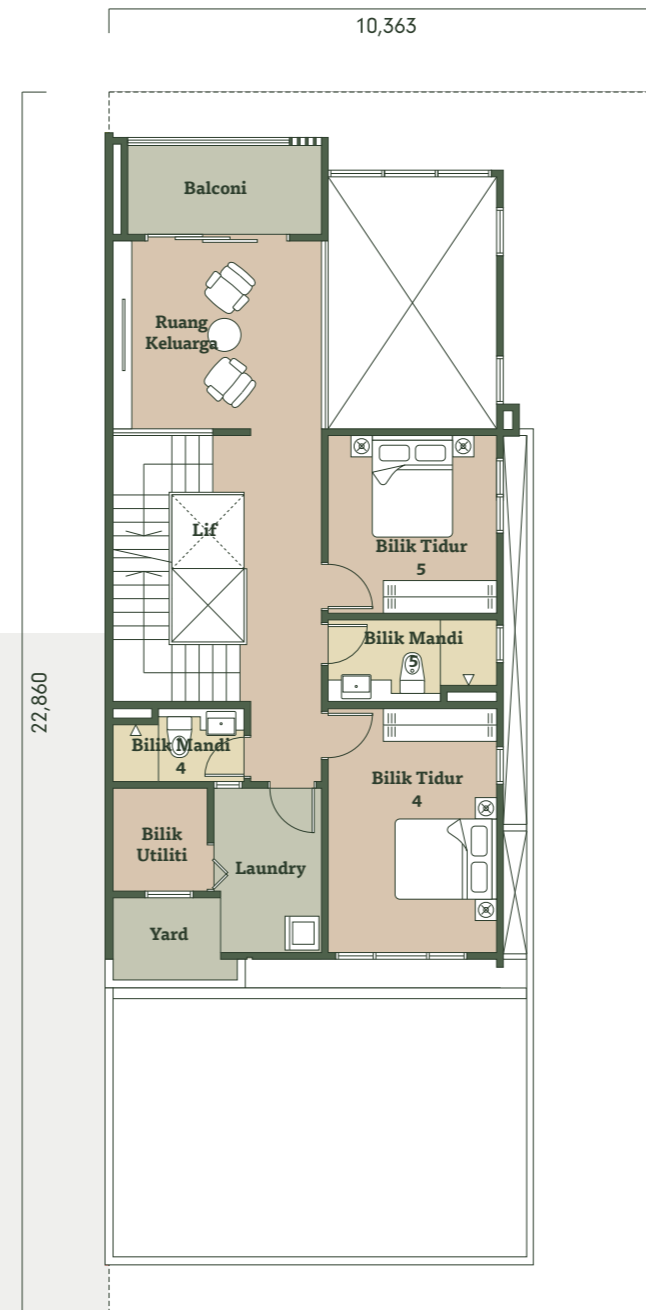 10,363
Balconi
Ruang
Keluarga
Lif
Bilik Tidur
5
Bilik Mandi
5
Bilik Mandi
4
Bilik Tidur
4
Bilik
Utiliti
Laundry
Yard
22,860